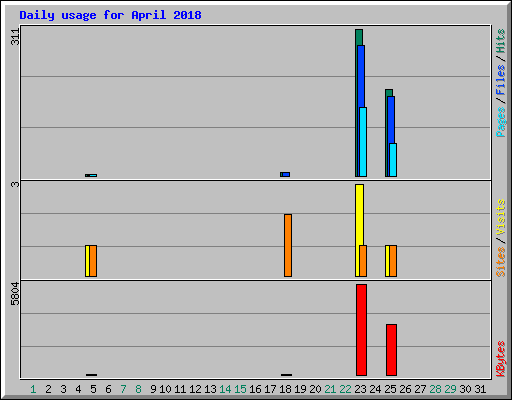 Daily usage for April 2018
311
Pages / Files / Hits
3
Sites / Visits
5804
KBytes
1 2 3 4 5 6 7 8 9 10 11 12 13 14 15 16 17 18 19 20 21 22 23 24 25 26 27 28 29 30 31